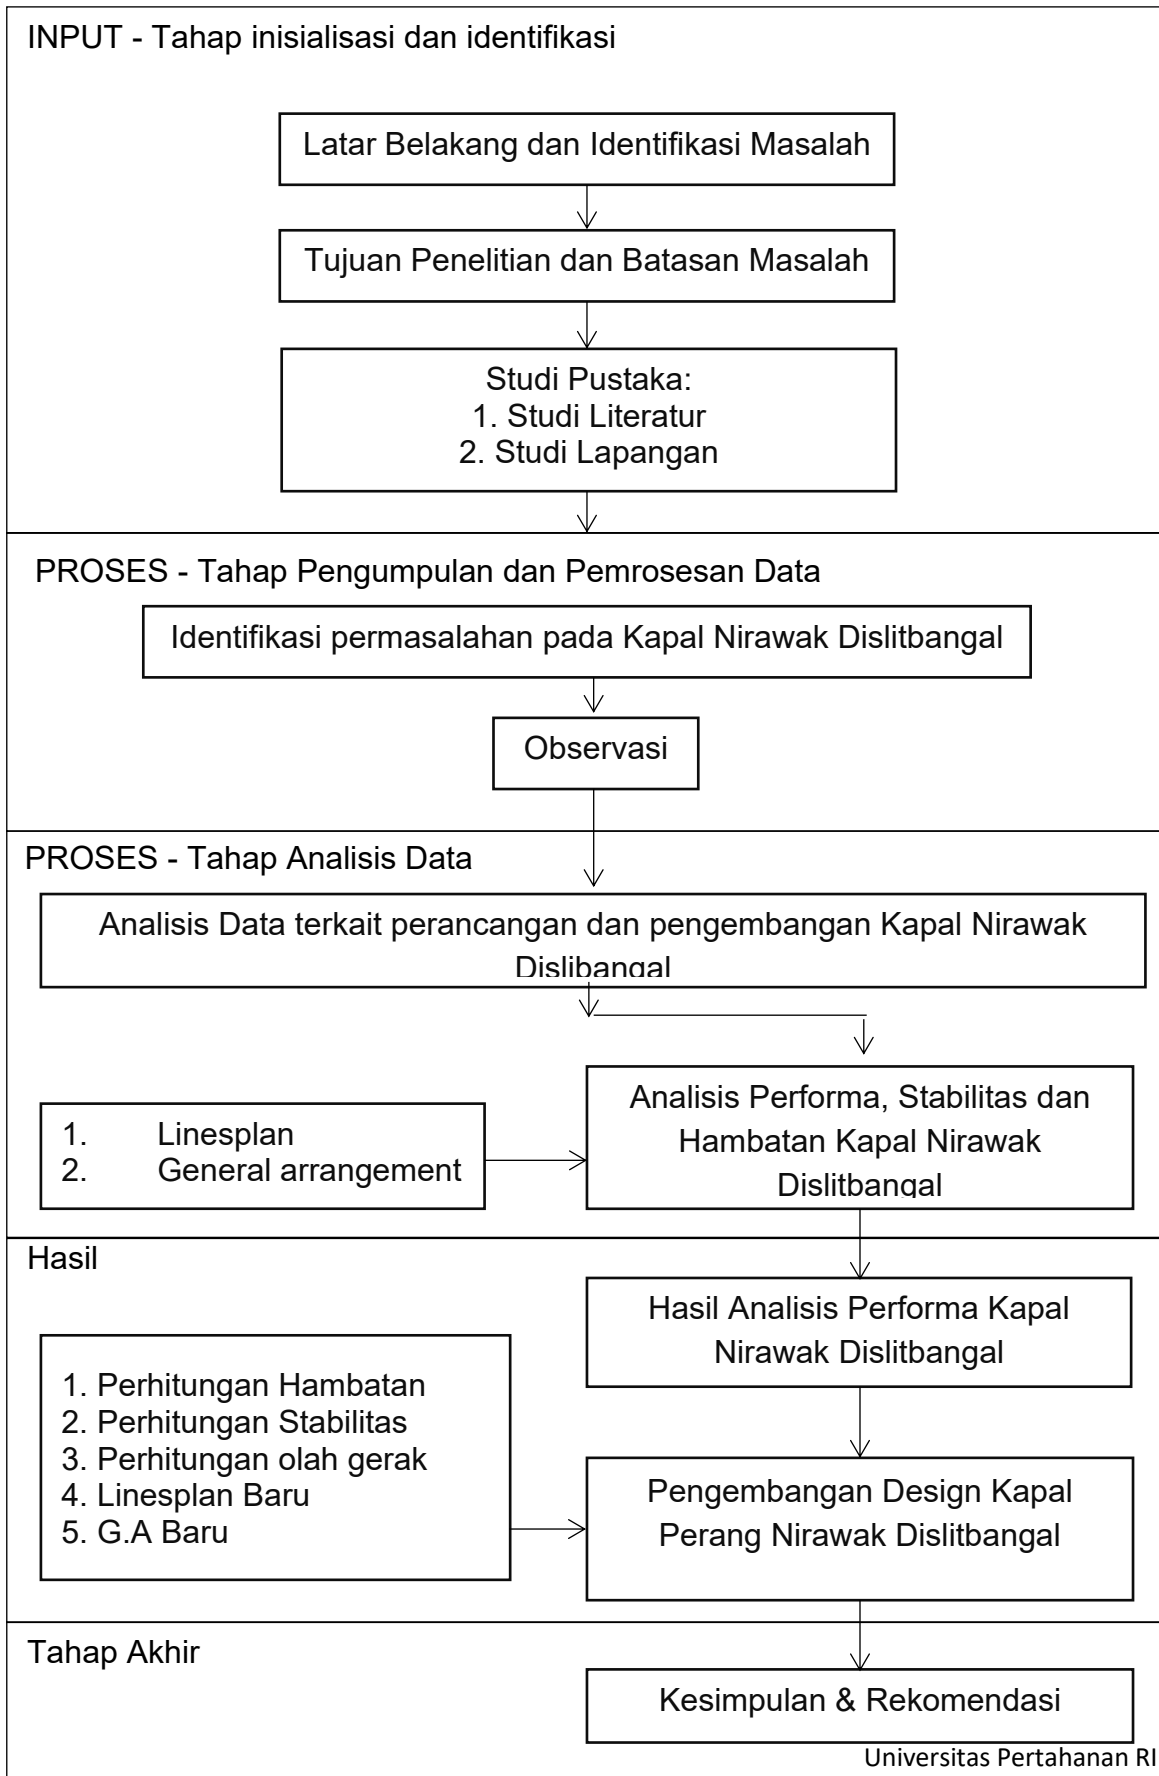 INPUT - Tahap inisialisasi dan identifikasi
Latar Belakang dan Identifikasi Masalah
Tujuan Penelitian dan Batasan Masalah
Studi Pustaka:
1. Studi Literatur
2. Studi Lapangan
PROSES - Tahap Pengumpulan dan Pemrosesan Data
Identifikasi permasalahan pada Kapal Nirawak Dislitbangal
Observasi
PROSES - Tahap Analisis Data
Analisis Data terkait perancangan dan pengembangan Kapal Nirawak
Dislibangal
1. Linesplan
2. General arrangement
Analisis Performa, Stabilitas dan
Hambatan Kapal Nirawak
Dislitbangal
Hasil
Hasil Analisis Performa Kapal
Nirawak Dislitbangal
1. Perhitungan Hambatan
2. Perhitungan Stabilitas
3. Perhitungan olah gerak
4. Linesplan Baru
5. G.A Baru
Pengembangan Design Kapal
Perang Nirawak Dislitbangal
Tahap Akhir
Kesimpulan & Rekomendasi
Universitas Pertahanan RI